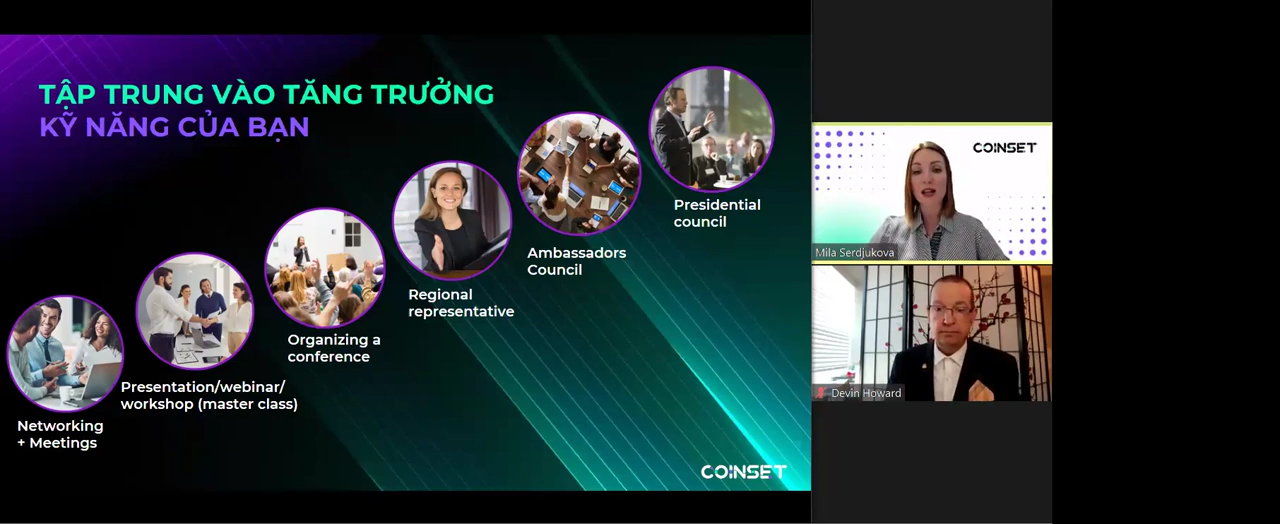 TẬP TRUNG VÀO TĂNG TRƯỞNG
KỸ NĂNG CỦA BẠN
Networking
+ Meetings
Presentation/webinar/
workshop (master class)
Organizing a
conference
Regional
representative
Ambassadors
Council
Presidential
council
COINSET
COINSET
Mila Serdjukova
Devin Howard